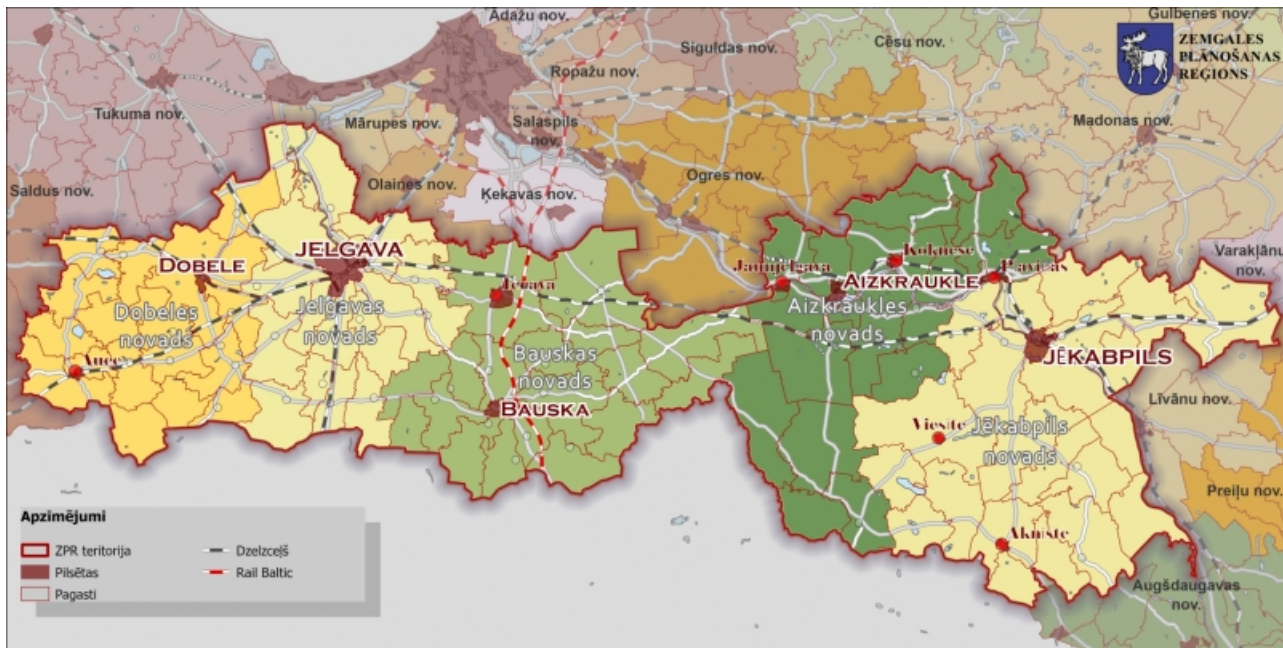 Ādažu nov.
Gulbenes nov.
Siguldas nov.
Cēsu nov.
ZEMGALES
PLĀNOŠANAS
REĢIONS
Ropažu nov.
Tukuma nov.
Mārupes nov.
Salaspils
nov.
Madonas nov.
Saldus nov.
Olaines nov.
Ķekavas nov.
Ogres nov.
Varakļānu
nov.
JELGAVA
DOBELE
Koknese
Jaunjelgava
AIZKRAUKLE
Pļaviņas
Iecava
Dobeles
novads
Jelgavas
novads
Aizkraukles
novads
Bauskas
novads
JĒKABPILS
Auce
BAUSKA
Līvānu nov.
Viesīte
Jēkabpils
novads
Preiļu nov.
Apzīmējumi
ZPR teritorija
Dzelzceļš
Pilsētas
Rail Baltic
Pagasti
Aknīste
Augšdaugavas
nov.